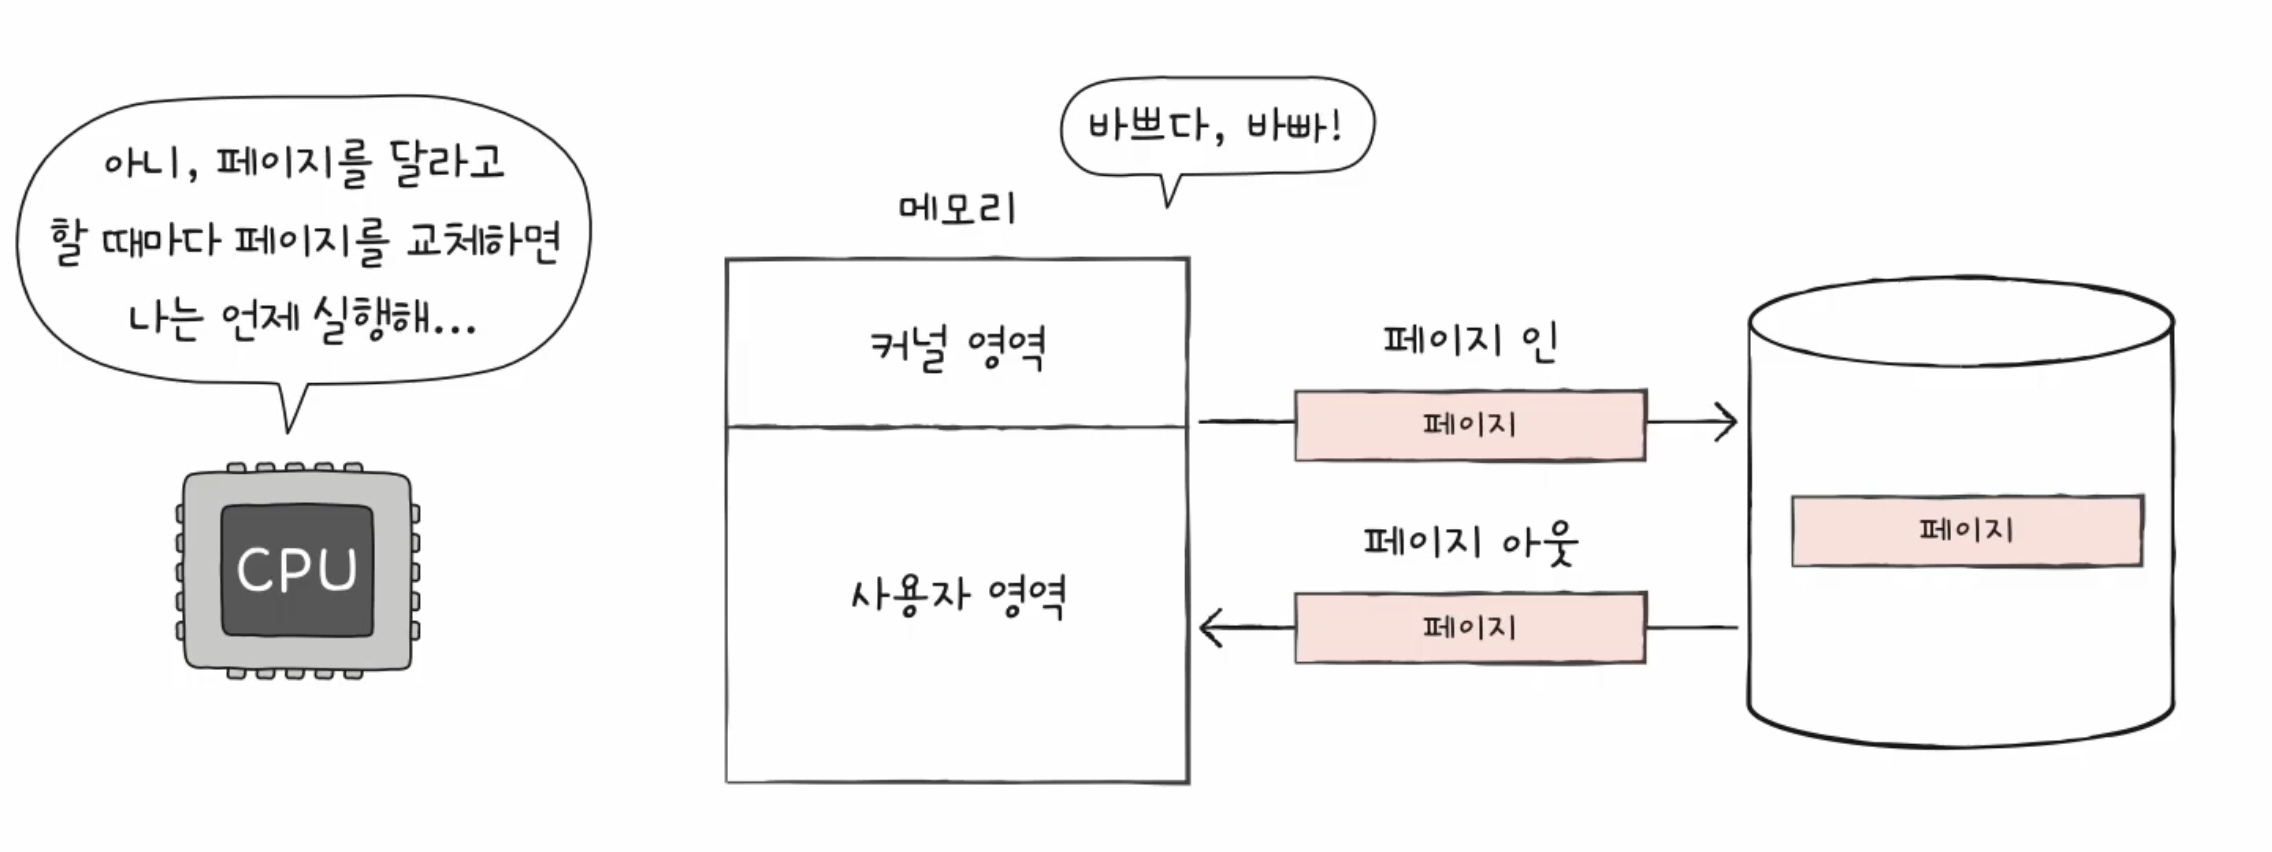 아니, 페이지를 달라고
할 때마다 페이지를 교체하면
나는 언제 실행해...
CPU
바쁘다, 바빠!
메모리
커널 영역
사용자 영역
페이지 인
페이지
페이지 아웃
페이지
페이지